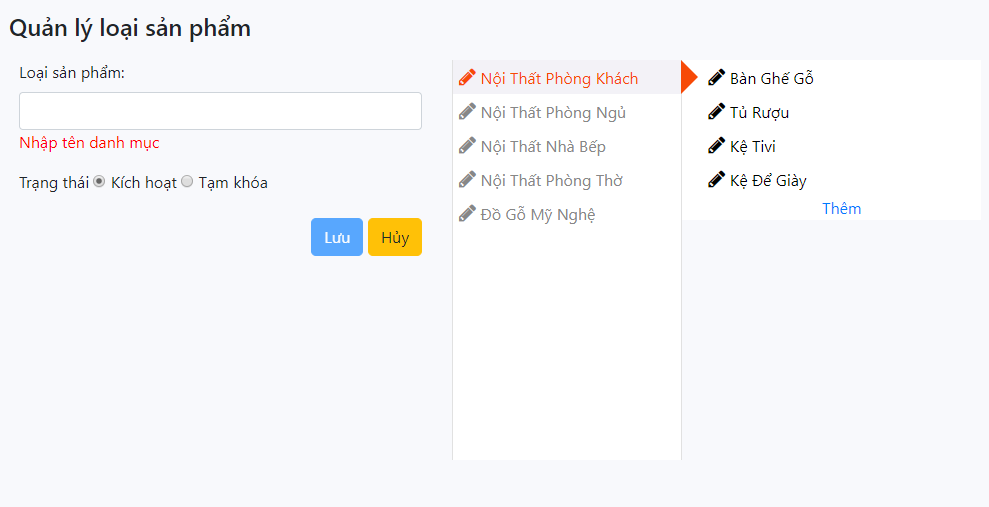 Quản lý loại sản phẩm
Loại sản phẩm:
Nhập tên danh mục
Trạng thái Kích hoạt Tạm khóa
Lưu Hủy
Nội Thất Phòng Khách
Nội Thất Phòng Ngủ
Nội Thất Nhà Bếp
Nội Thất Phòng Thờ
Đồ Gỗ Mỹ Nghệ
Bàn Ghế Gỗ
Tủ Rượu
Kệ Tivi
Kệ Để Giày
Thêm